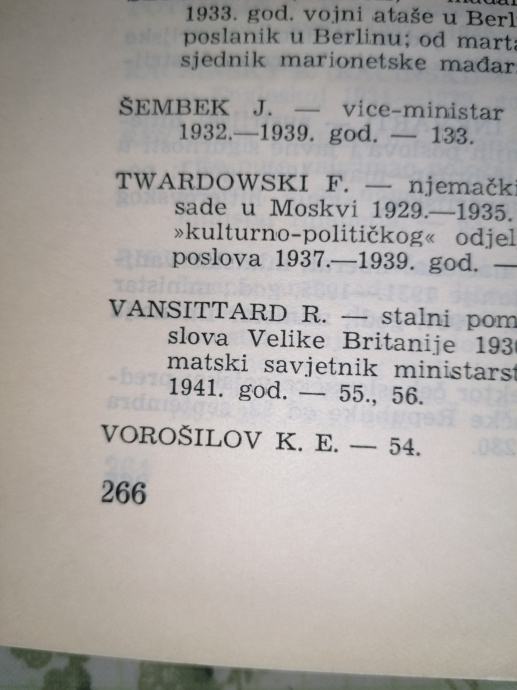 1933. god. vojni ataše u Berl
poslanik u Berlinu; od marta
sjednik marionetske mađar
ŠEMBEK J. — vice-ministar
1932.—1939. god. — 133.
TWARDOWSKI F. — njemački
sade u Moskvi 1929.—1935.
»kulturno-političkog« odjel
poslova 1937.—1939. god. —
VANSITTARD R. — stalni pom
slova Velike Britanije 1930
matski savjetnik ministarst
1941. god. — 55., 56.
VOROŠILOV K. E. — 54.
266